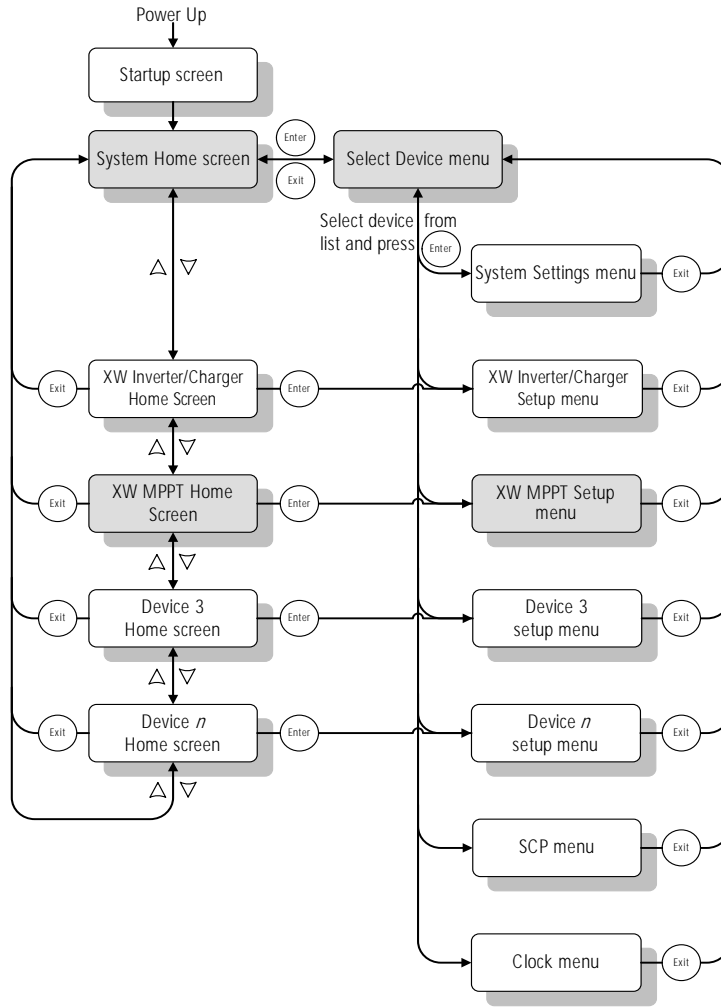 Power Up
Startup screen
System Home screen
Enter
Exit
Select Device menu
Select device from
list and press
Enter
System Settings menu
Exit
Exit
XW Inverter/Charger
Home Screen
Enter
XW Inverter/Charger
Setup menu
Exit
Exit
XW MPPT Home
Screen
Enter
XW MPPT Setup
menu
Exit
Exit
Device 3
Home screen
Enter
Device 3
setup menu
Exit
Exit
Device n
Home screen
Enter
Device n
setup menu
Exit
SCP menu
Exit
Clock menu
Exit